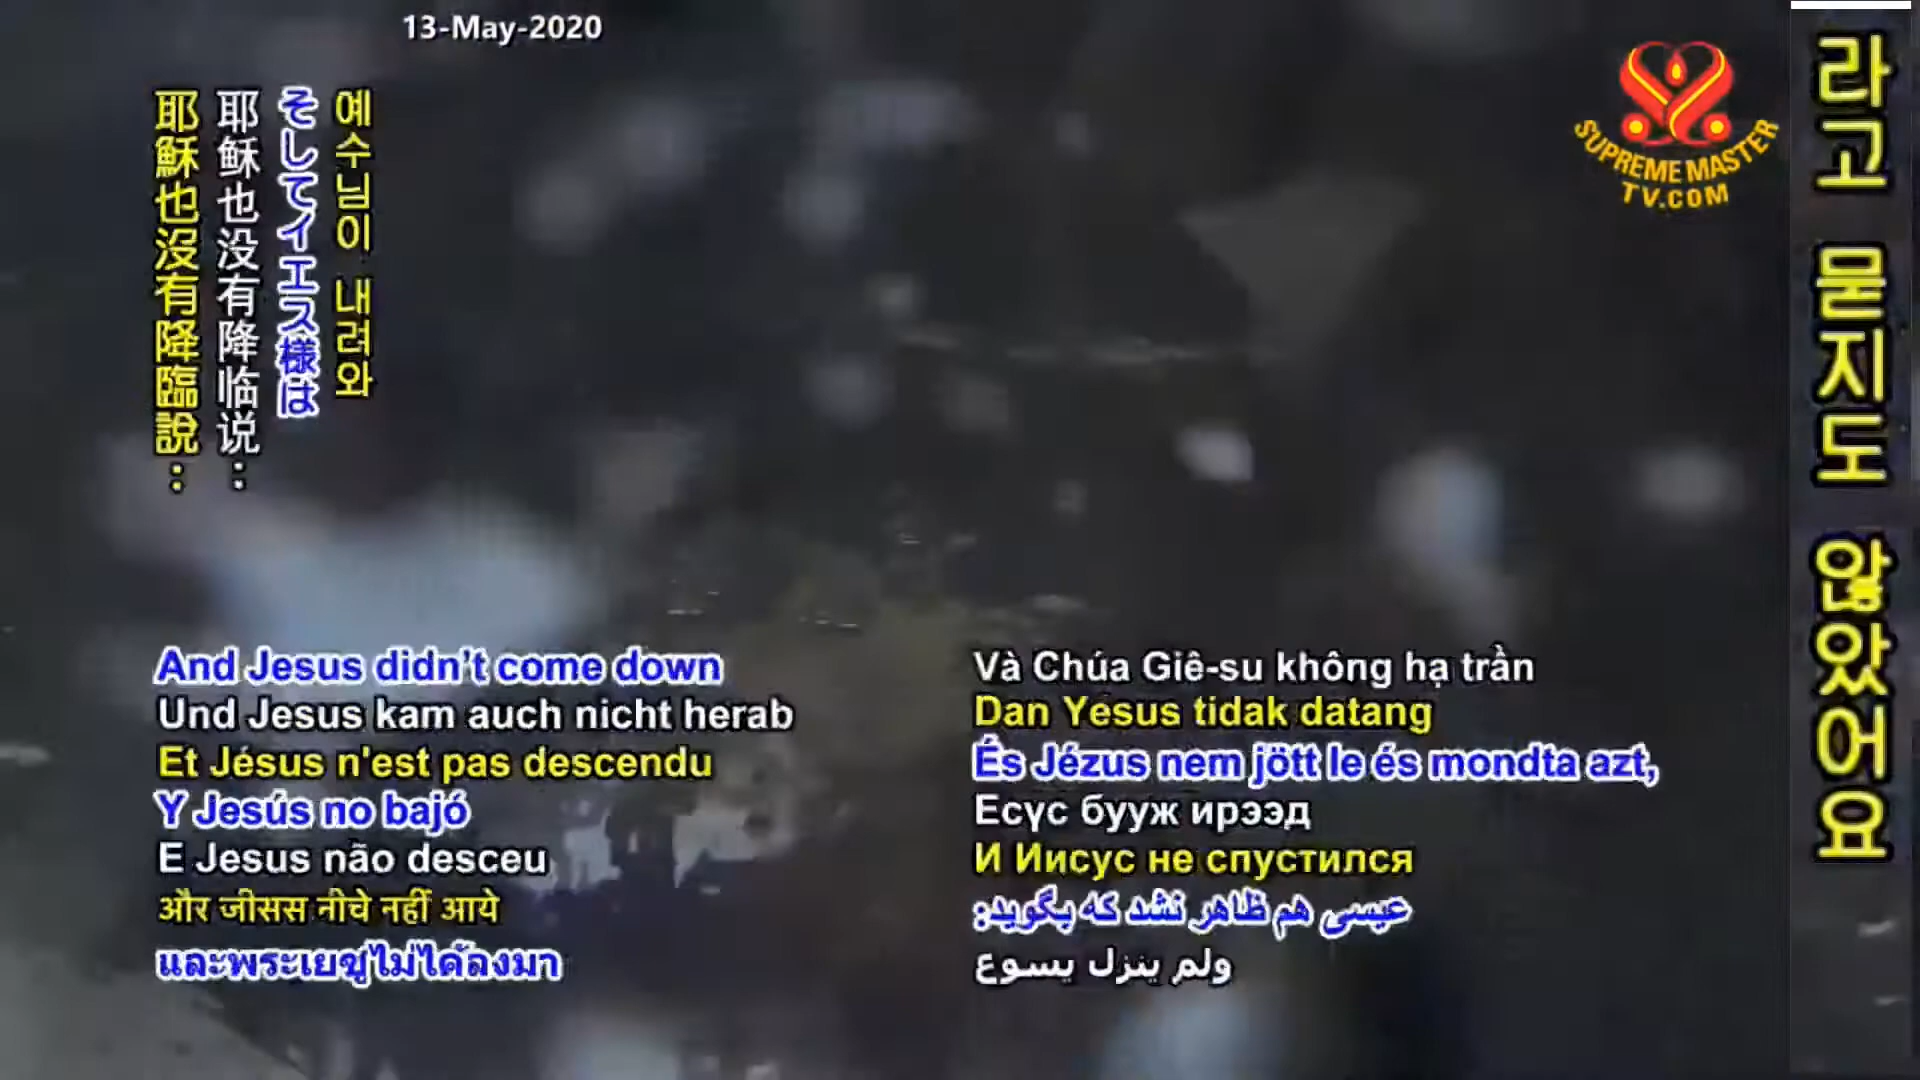 13-May-2020
耶穌也沒有降臨說：
耶稣也没有降临说：
そしてイエス様は
예수님이 내려와
라고 묻지도 않았어요
SUPREME MASTER
TV.COM
And Jesus didn't come down
Und Jesus kam auch nicht herab
Et Jésus n'est pas descendu
Y Jesús no bajó
E Jesus não desceu
और जीसस नीचे नहीं आये
และพระเยซูไม่ได้ลงมา
Và Chúa Giê-su không hạ trần
Dan Yesus tidak datang
És Jézus nem jött le és mondta azt,
Есүс бууж ирээд
И Иисус не спустился
عیسی هم ظاهر نشد که بگوید:
ولم ينزل يسوع